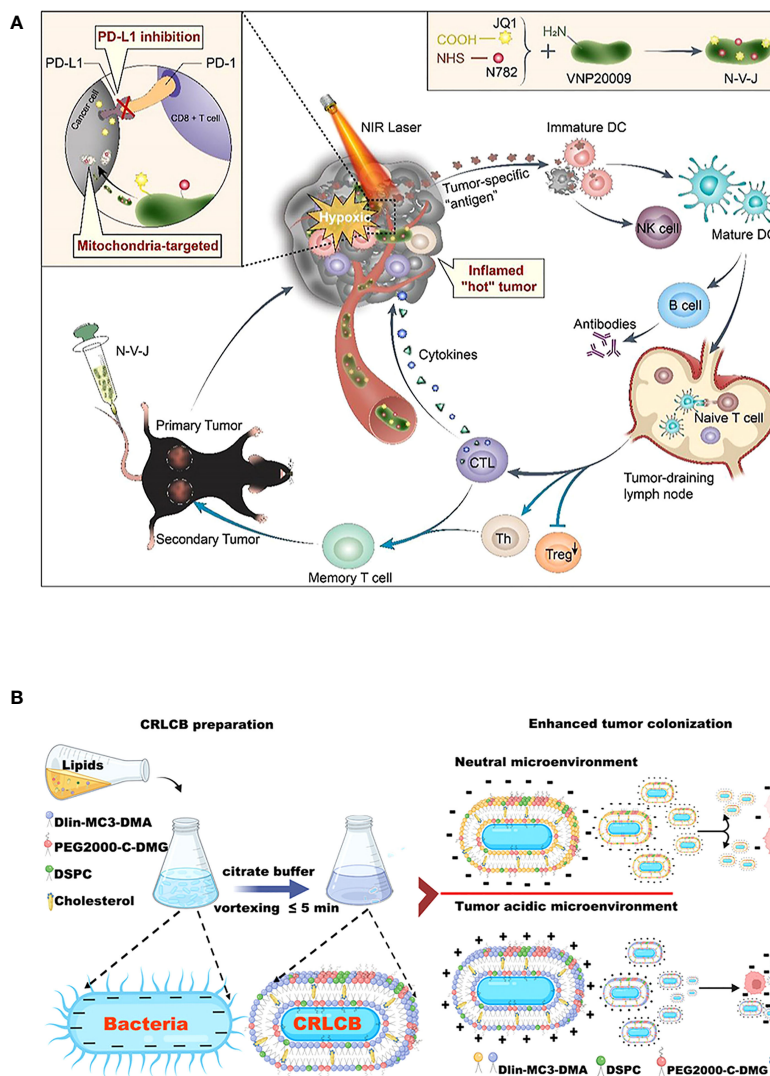 A
PD-L1 inhibition
PD-L1
PD-1
Cancer cell
CD8 + T cell
Mitochondria-targeted
JQ1
COOH
NHS
N782
+
H₂N
VNP20009
N-V-J
NIR Laser
Hypoxic
Tumor-specific
"antigen"
Immature DC
NK cell
Mature DC
Inflamed
"hot" tumor
B cell
Antibodies
Cytokines
Naive T cell
Tumor-draining
lymph node
N-V-J
Primary Tumor
Secondary Tumor
CTL
Th
Treg
Memory T cell
B
CRLCB preparation
Lipids
Dlin-MC3-DMA
PEG2000-C-DMG
DSPC
Cholesterol
citrate buffer
vortexing ≤ 5 min
Bacteria
CRLCB
Enhanced tumor colonization
Neutral microenvironment
Tumor acidic microenvironment
Dlin-MC3-DMA
DSPC
PEG2000-C-DMG